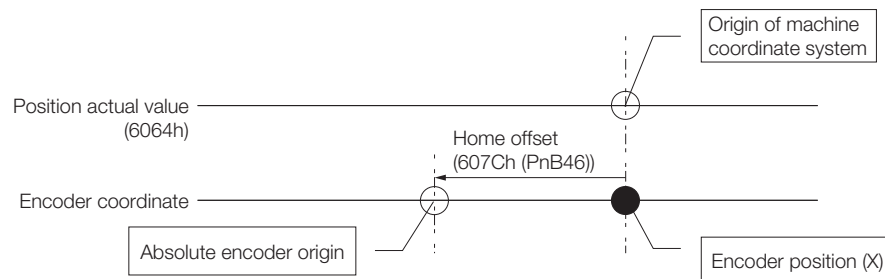 Origin of machine
coordinate system
Position actual value
(6064h)
Home offset
(607Ch (PnB46))
Encoder coordinate
Absolute encoder origin
Encoder position (X)